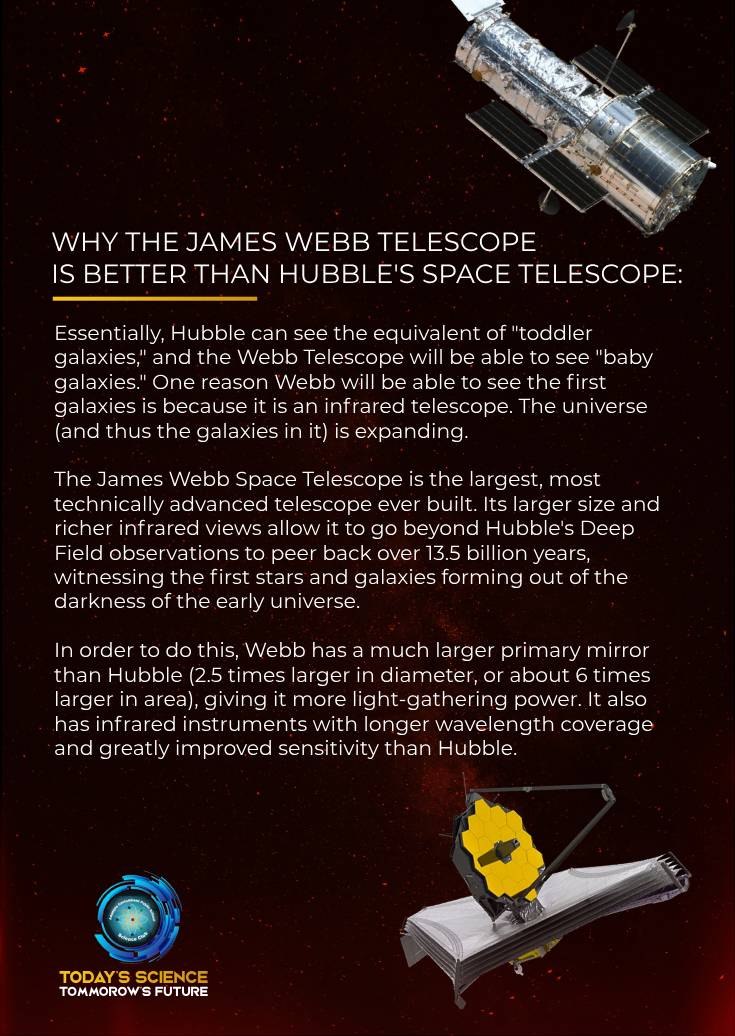 WHY THE JAMES WEBB TELESCOPE
IS BETTER THAN HUBBLE'S SPACE TELESCOPE:
Essentially, Hubble can see the equivalent of "toddler
galaxies," and the Webb Telescope will be able to see "baby
galaxies." One reason Webb will be able to see the first
galaxies is because it is an infrared telescope. The universe
(and thus the galaxies in it) is expanding.
The James Webb Space Telescope is the largest, most
technically advanced telescope ever built. Its larger size and
richer infrared views allow it to go beyond Hubble's Deep
Field observations to peer back over 13.5 billion years,
witnessing the first stars and galaxies forming out of the
darkness of the early universe.
In order to do this, Webb has a much larger primary mirror
than Hubble (2.5 times larger in diameter, or about 6 times
larger in area), giving it more light-gathering power. It also
has infrared instruments with longer wavelength coverage
and greatly improved sensitivity than Hubble.
Science Club
TODAY'S SCIENCE
TOMMOROW'S FUTURE